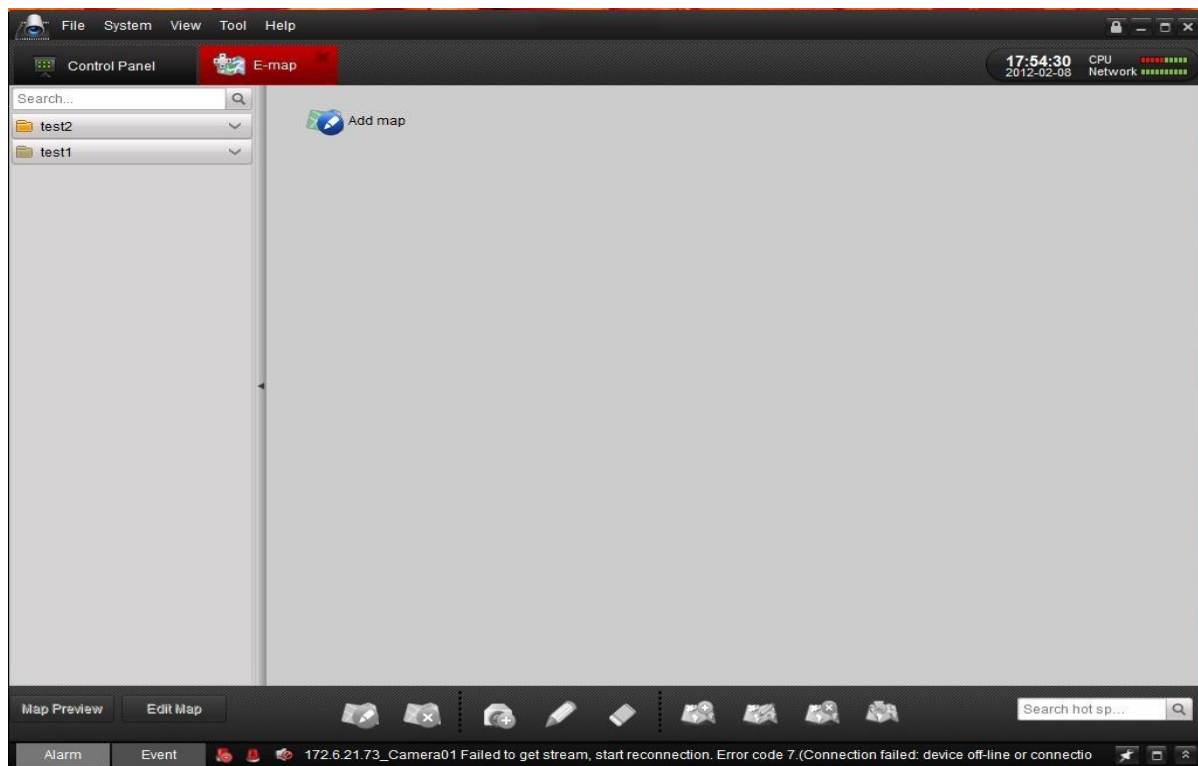 File System View Tool Help
Control Panel E-map 17:54:30 CPU
2012-02-08 Network
Search...
test2
Add map
test1
Map Preview Edit Map Search hot sp...
Alarm Event 172.6.21.73_Camera01 Failed to get stream, start reconnection. Error code 7.(Connection failed: device off-line or connectio